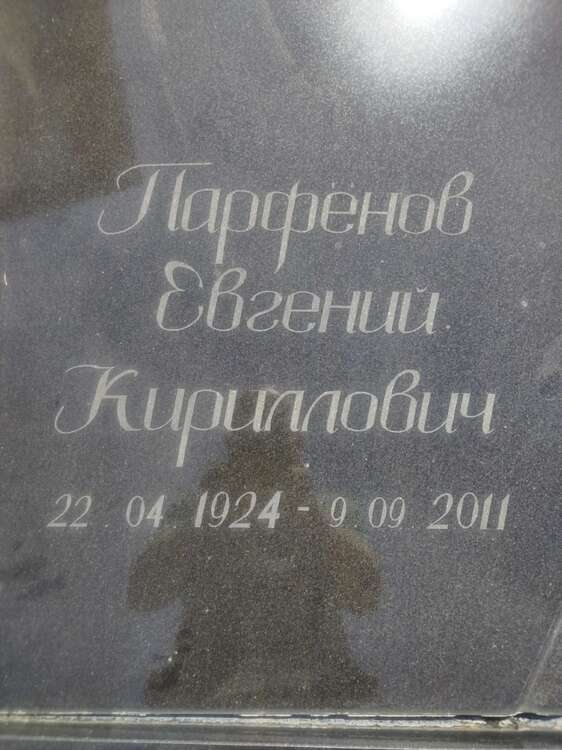 Парфёнов
Евгений
Кириллович
22. 04. 1924 - 9. 09. 2011